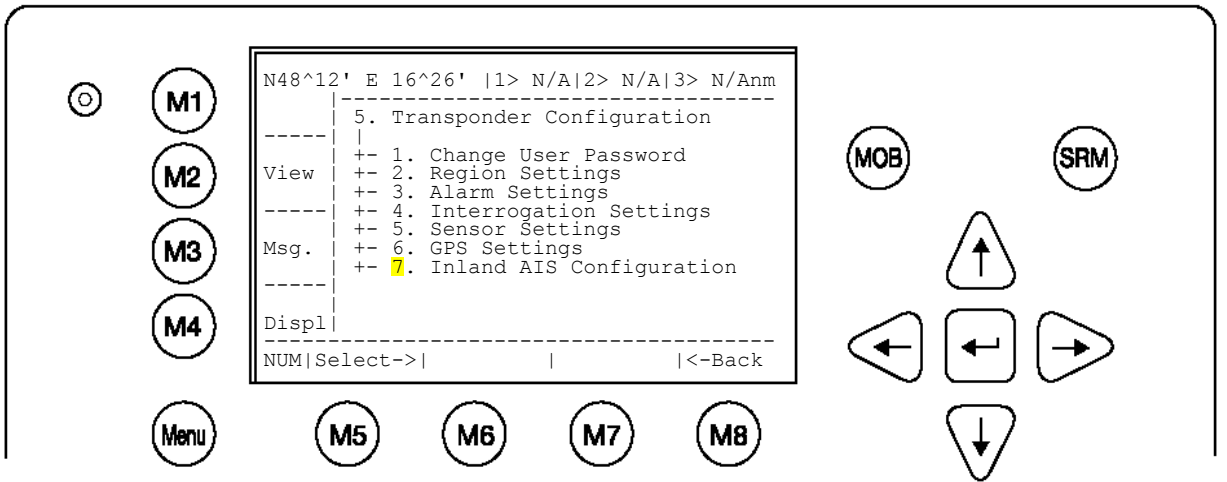 N48^12' E 16^26' |1> N/A|2> N/A|3> N/Anm
5. Transponder Configuration
+- 1. Change User Password
View | +- 2. Region Settings
+- 3. Alarm Settings
+- 4. Interrogation Settings
+- 5. Sensor Settings
Msg. | +- 6. GPS Settings
+- 7. Inland AIS Configuration
Displ|
NUM|Select->| | |<-Back
M1
M2
M3
M4
Menu
M5
M6
M7
M8
MOB
SRM